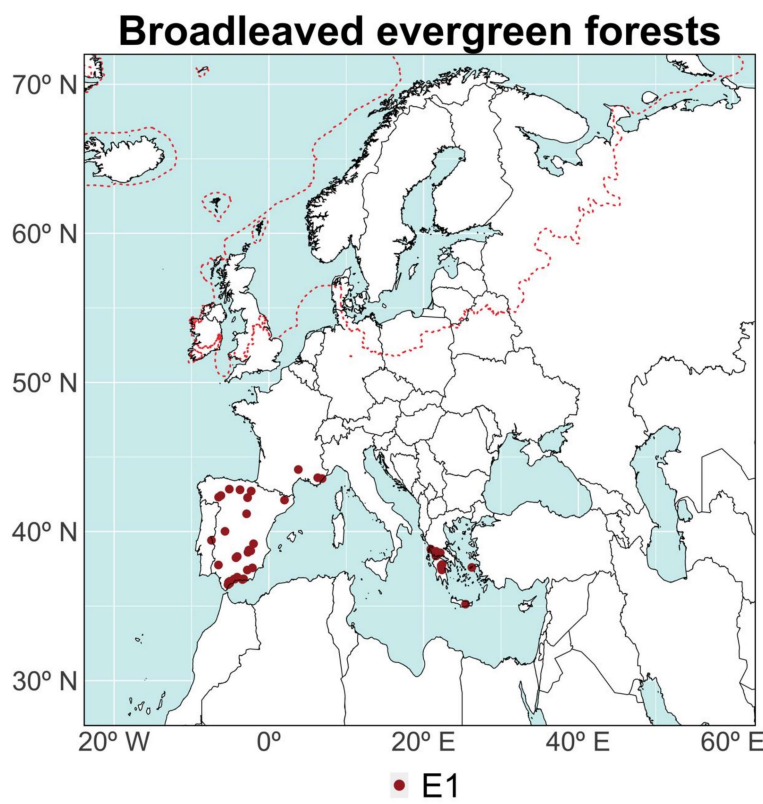 Broadleaved evergreen forests
70º N
60º N
50º N
40º N
30º N
20º W 0º 20º E 40º E 60º E
E1